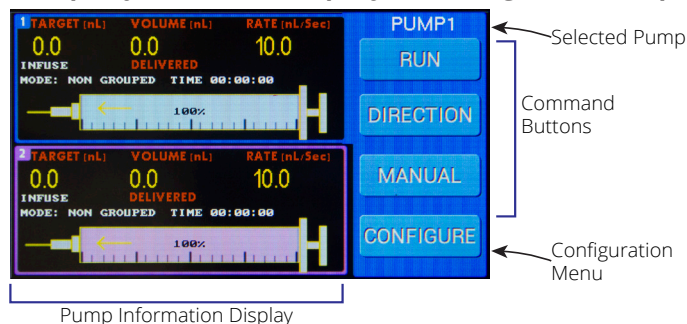 1 TARGET [nL] VOLUME [nL] RATE [nL/Sec]
0.0 0.0 10.0
INFUSE DELIVERED
MODE: NON GROUPED TIME 00:00:00
100%
2 TARGET [nL] VOLUME [nL] RATE [nL/Sec]
0.0 0.0 10.0
INFUSE DELIVERED
MODE: NON GROUPED TIME 00:00:00
100%
PUMP1
RUN
DIRECTION
MANUAL
CONFIGURE
Selected Pump
Command
Buttons
Configuration
Menu
Pump Information Display